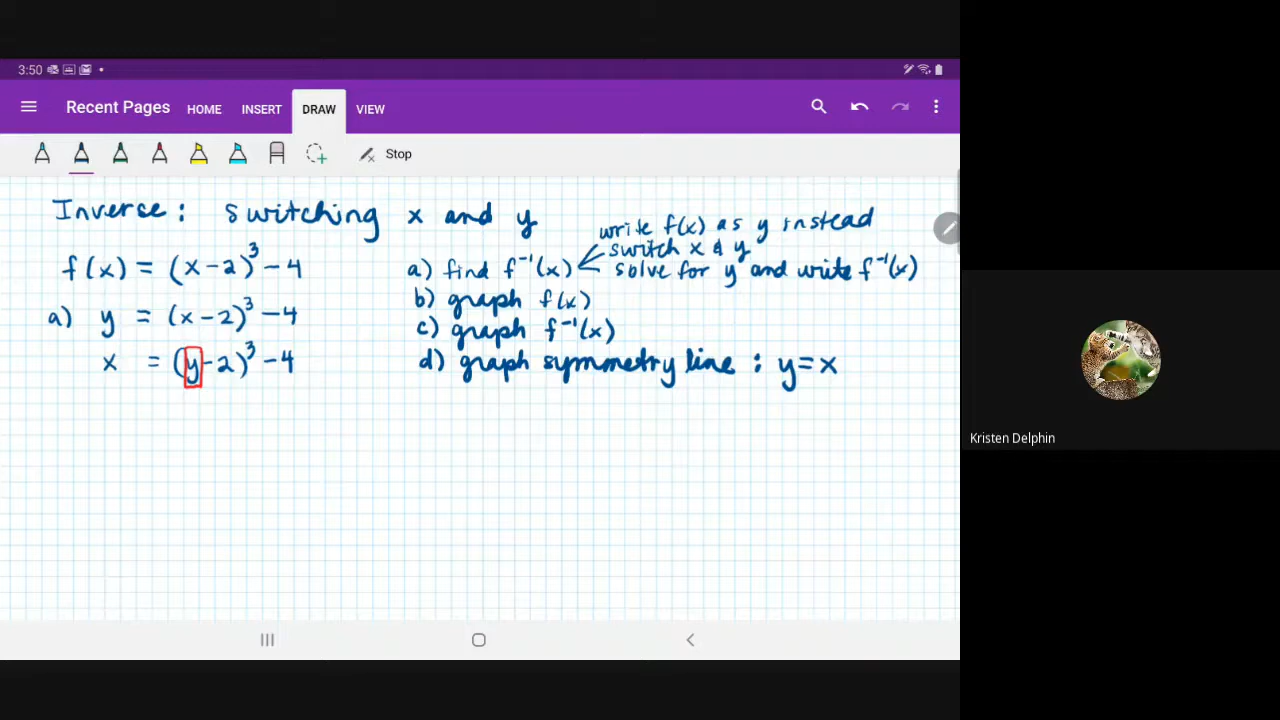 3:50
Recent Pages HOME INSERT DRAW VIEW
Stop
Inverse: switching x and y
f(x) = (x-2)³ - 4
a) y = (x-2)³ - 4
x = (y-2)³ - 4
write f(x) as y instead
switch x & y
a) find f⁻¹(x) solve for y and write f⁻¹(x)
b) graph f(x)
c) graph f⁻¹(x)
d) graph symmetry line : y=x
Kristen Delphin